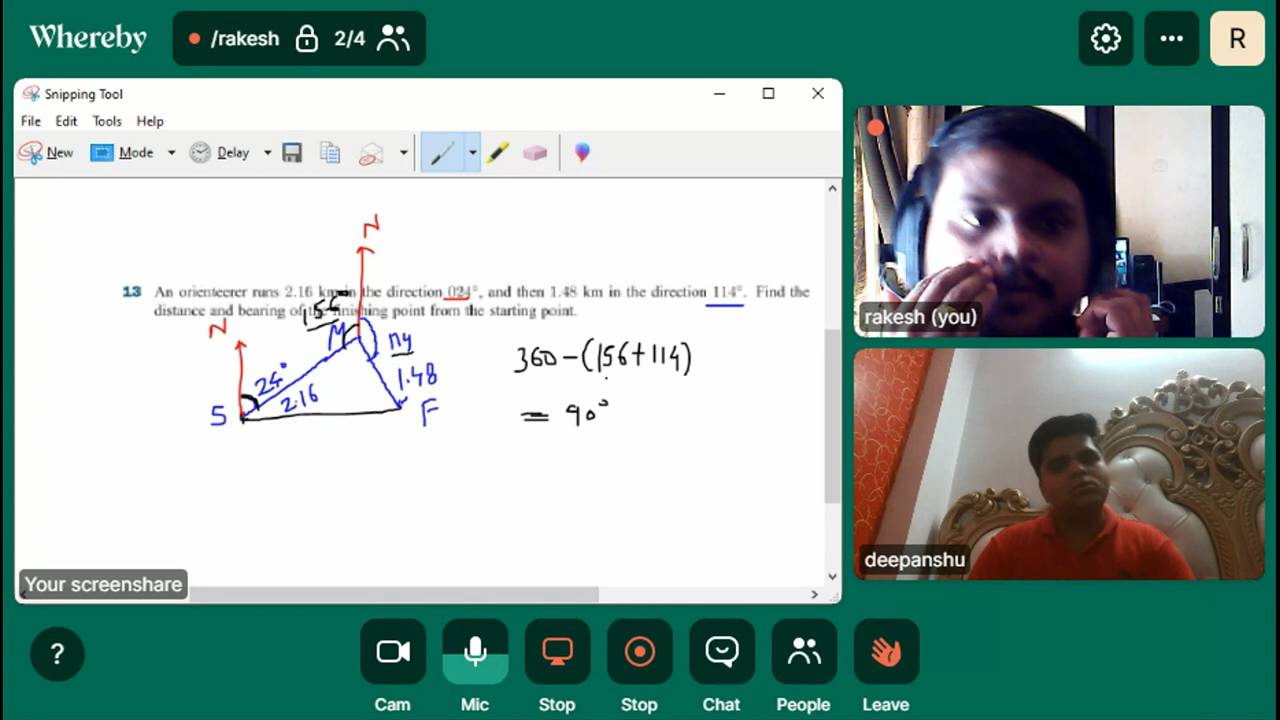 Whereby
/rakesh 2/4
R
Snipping Tool
File Edit Tools Help
New Mode Delay
N
13 An orienteerer runs 2.16 km in the direction 024°, and then 1.48 km in the direction 114°. Find the
distance and bearing of the finishing point from the starting point.
156
N
M
114
24°
2.16
1.48
S
F
360 - (156 + 114)
= 90°
Your screenshare
rakesh (you)
deepanshu
?
Cam Mic Stop Stop Chat People Leave